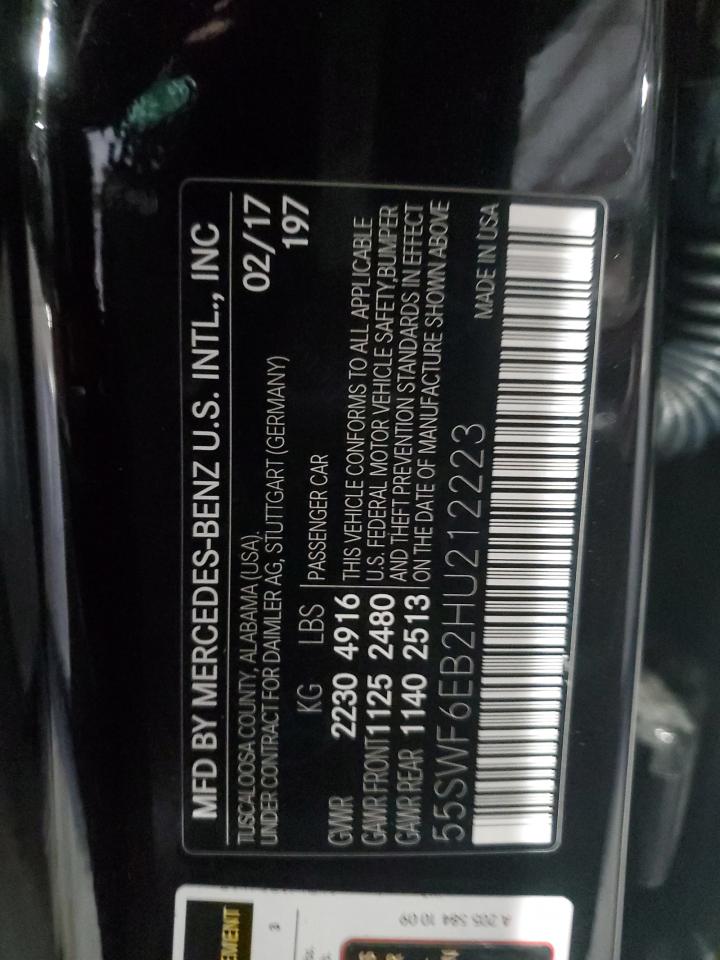 MFD BY MERCEDES-BENZ U.S. INTL., INC
TUSCALOOSA COUNTY, ALABAMA (USA). 02/17
UNDER CONTRACT FOR DAIMLER AG, STUTTGART (GERMANY) 197
KG LBS PASSENGER CAR
GVWR 2230 4916 THIS VEHICLE CONFORMS TO ALL APPLICABLE
GAWR FRONT 1125 2480 U.S. FEDERAL MOTOR VEHICLE SAFETY,BUMPER
GAWR REAR 1140 2513 AND THEFT PREVENTION STANDARDS IN EFFECT
ON THE DATE OF MANUFACTURE SHOWN ABOVE
55SWF6EB2HU212223 MADE IN USA
EMENT
3
A 205 584 10 09